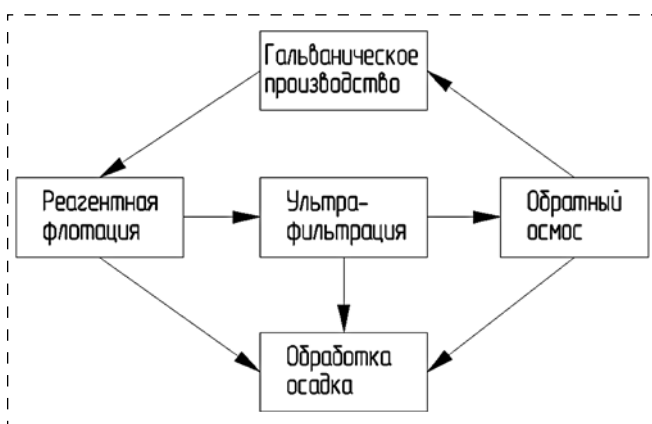 Гальваническое
производство
Реагентная
флотация
Ультра-
фильтрация
Обратный
осмос
Обработка
осадка